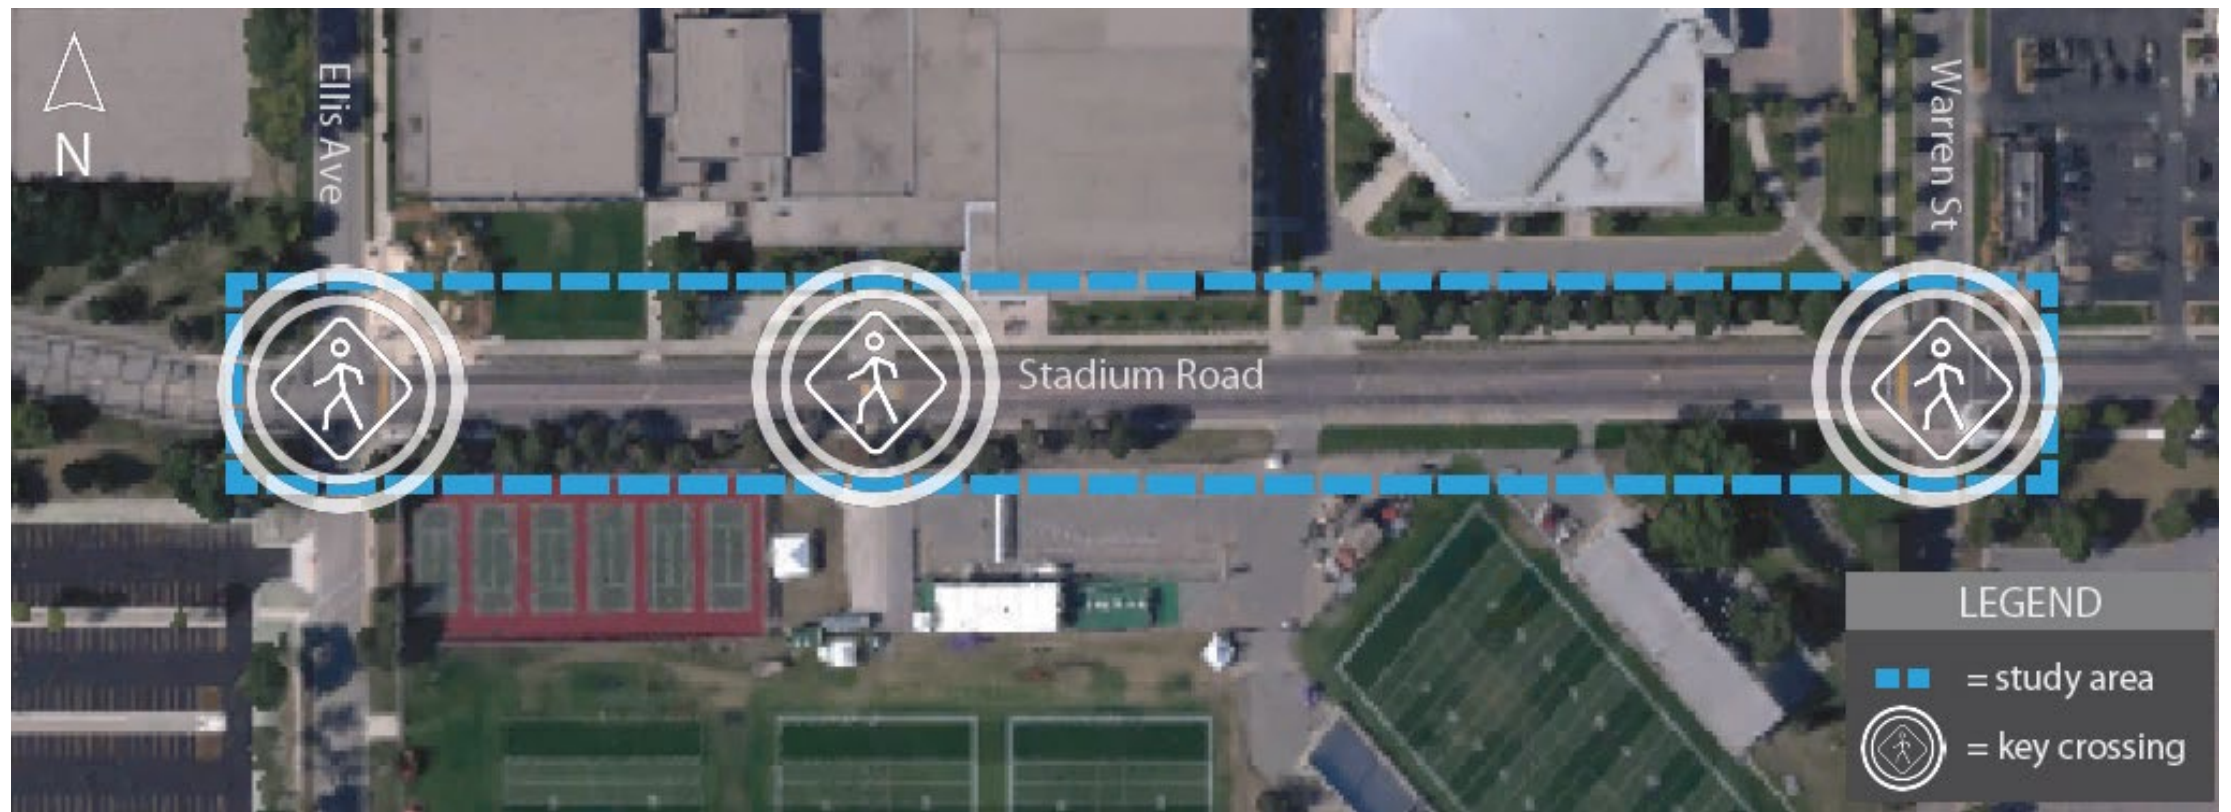 N
Ellis Ave
Warren St
Stadium Road
LEGEND
= study area
= key crossing